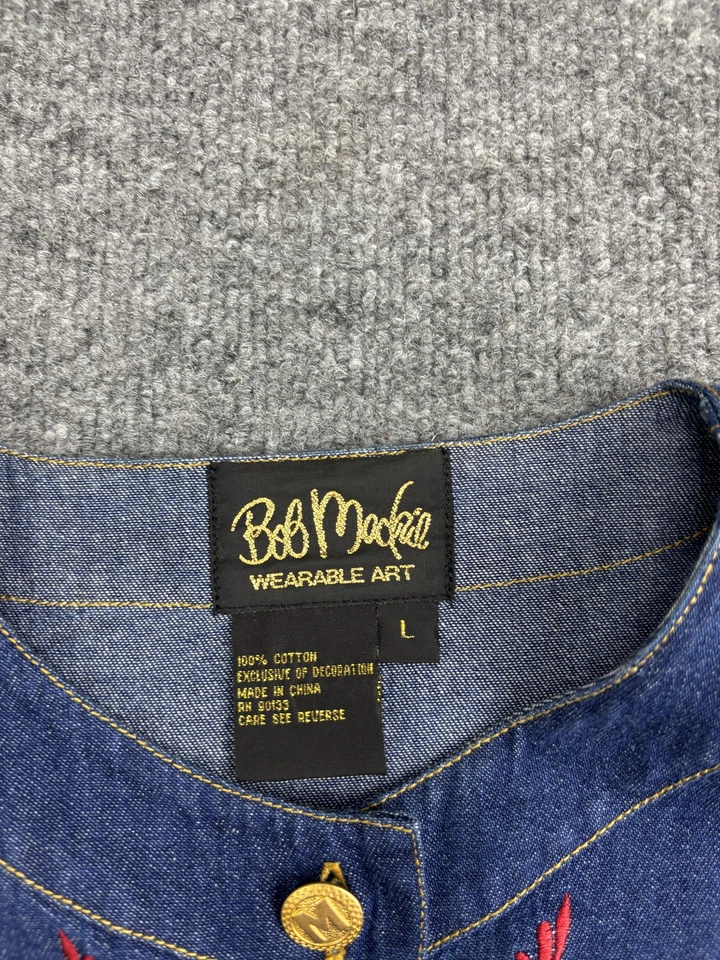 Bob Mackie
WEARABLE ART
L
100% COTTON
EXCLUSIVE OF DECORATION
MADE IN CHINA
RN 90133
CARE SEE REVERSE
M